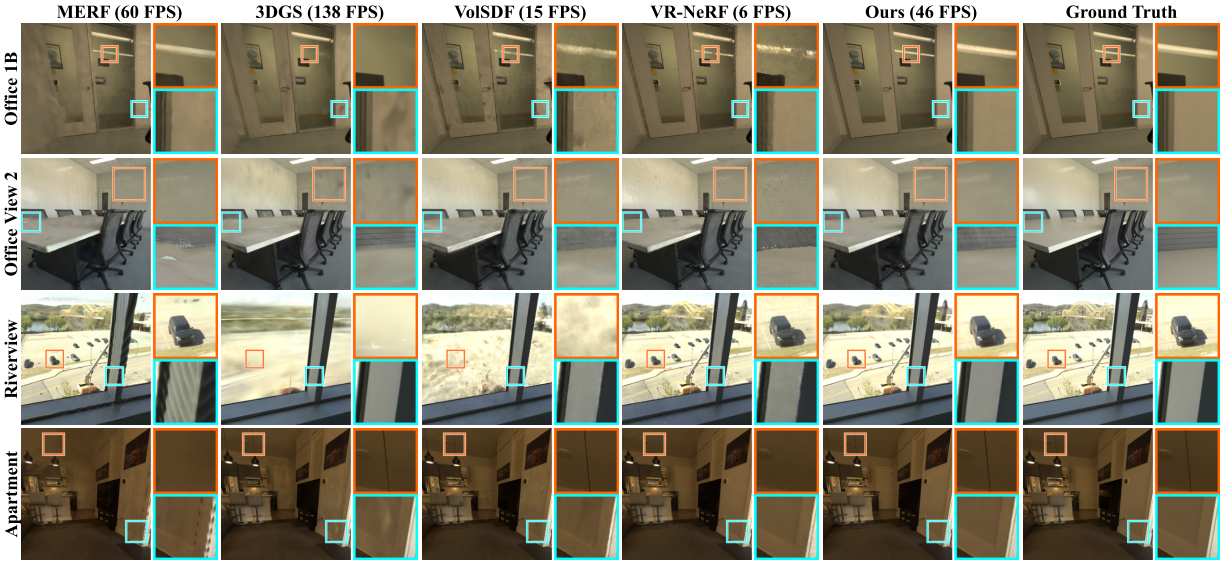 MERF (60 FPS) 3DGS (138 FPS) VolSDF (15 FPS) VR-NeRF (6 FPS) Ours (46 FPS) Ground Truth
Office 1B
Office View 2
Riverview
Apartment